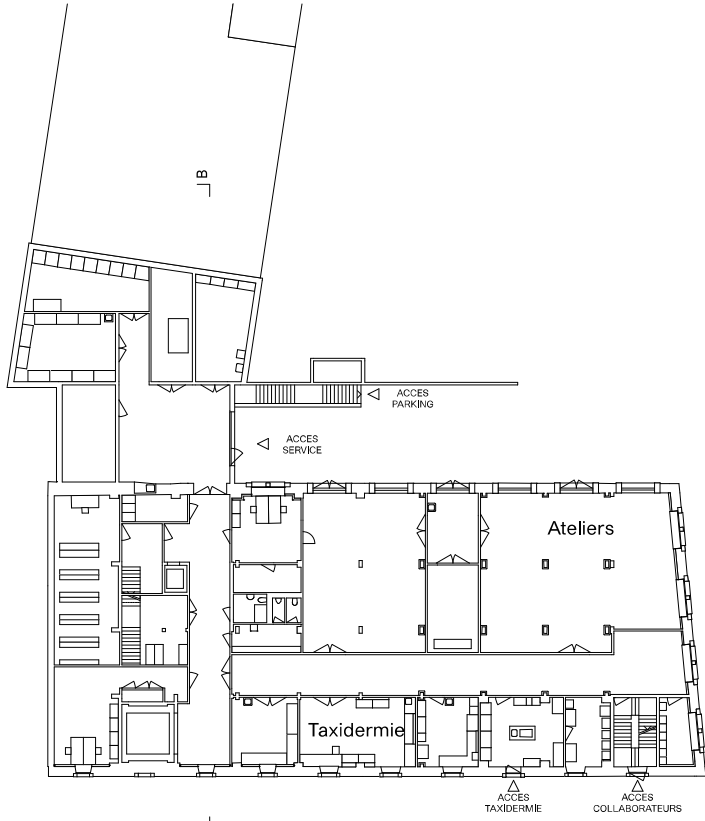 B
ACCES
PARKING
ACCES
SERVICE
Ateliers
Taxidermie
ACCES
TAXIDERMIE
ACCES
COLLABORATEURS